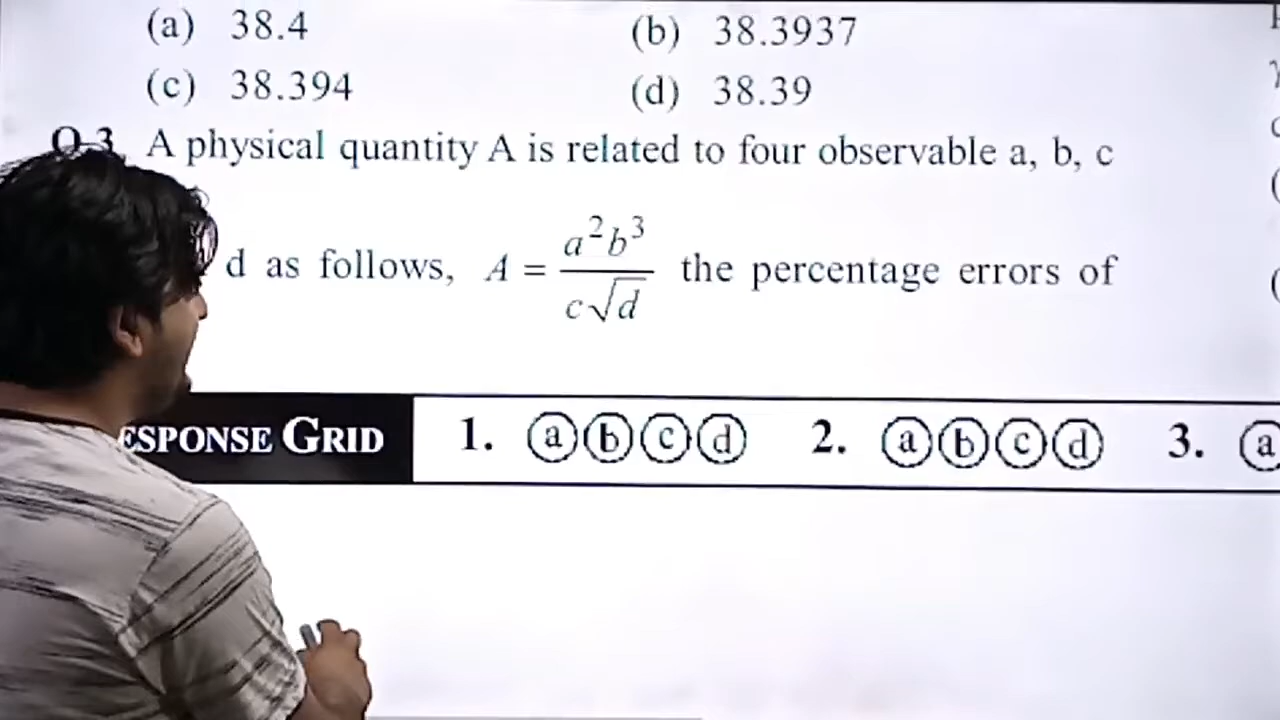 (a) 38.4 (b) 38.3937
(c) 38.394 (d) 38.39
Q.3 A physical quantity A is related to four observable a, b, c
d as follows, A = a²b³ / c√d the percentage errors of
ESPONSE GRID 1. ⓐ ⓑ ⓒ ⓓ 2. ⓐ ⓑ ⓒ ⓓ 3. ⓐ